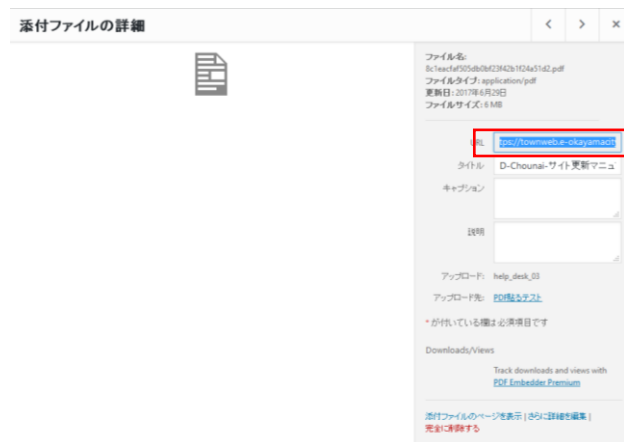 添付ファイルの詳細
ファイル名:
8c1eacfaf505db0bf23f42b1f24a51d2.pdf
ファイルタイプ: application/pdf
更新日: 2017年6月29日
ファイルサイズ: 6 MB
URL tps://townweb.e-okayamacity
タイトル D-Chounai-サイト更新マニュ
キャプション
説明
アップロード: help_desk_03
アップロード先: PDF貼るテスト
* が付いている欄は必須項目です
Downloads/Views
Track downloads and views with
PDF Embedder Premium
添付ファイルのページを表示 | さらに詳細を編集 |
完全に削除する